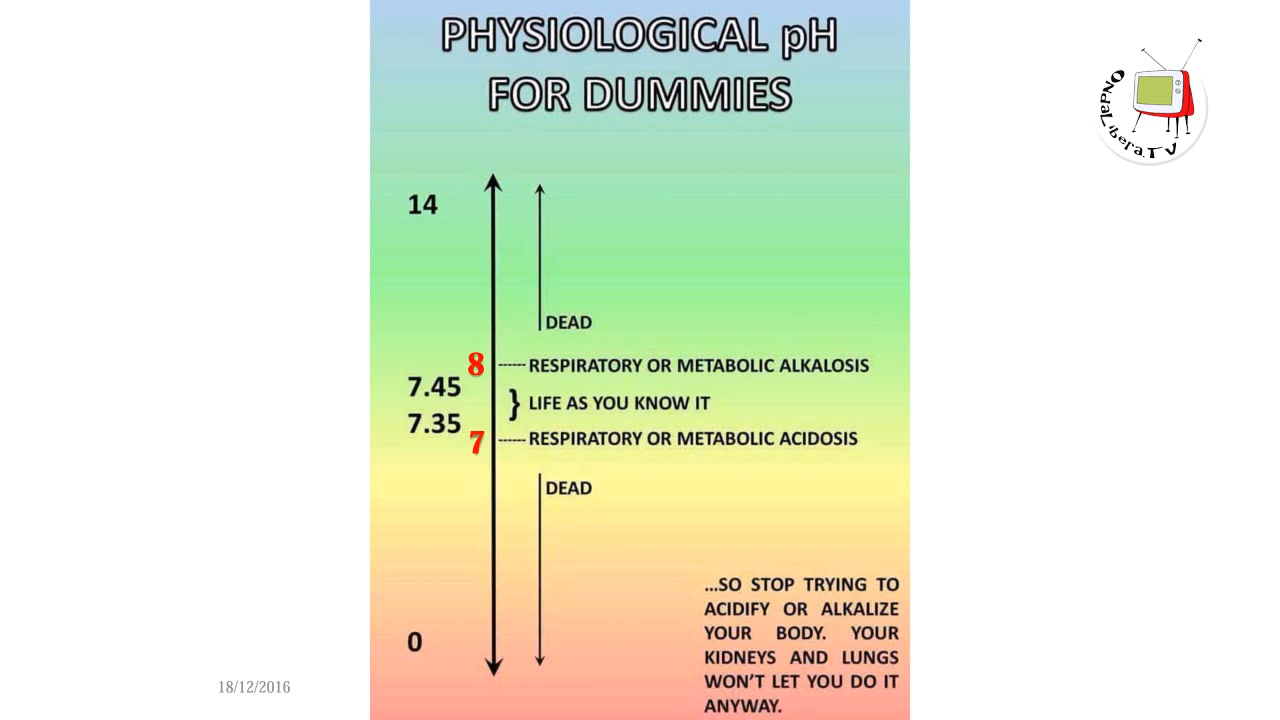 PHYSIOLOGICAL pH
FOR DUMMIES
OndaLiberaTV
14
DEAD
8
RESPIRATORY OR METABOLIC ALKALOSIS
7.45
LIFE AS YOU KNOW IT
7.35
7
RESPIRATORY OR METABOLIC ACIDOSIS
DEAD
...SO STOP TRYING TO
ACIDIFY OR ALKALIZE
YOUR BODY. YOUR
KIDNEYS AND LUNGS
WON'T LET YOU DO IT
ANYWAY.
0
18/12/2016